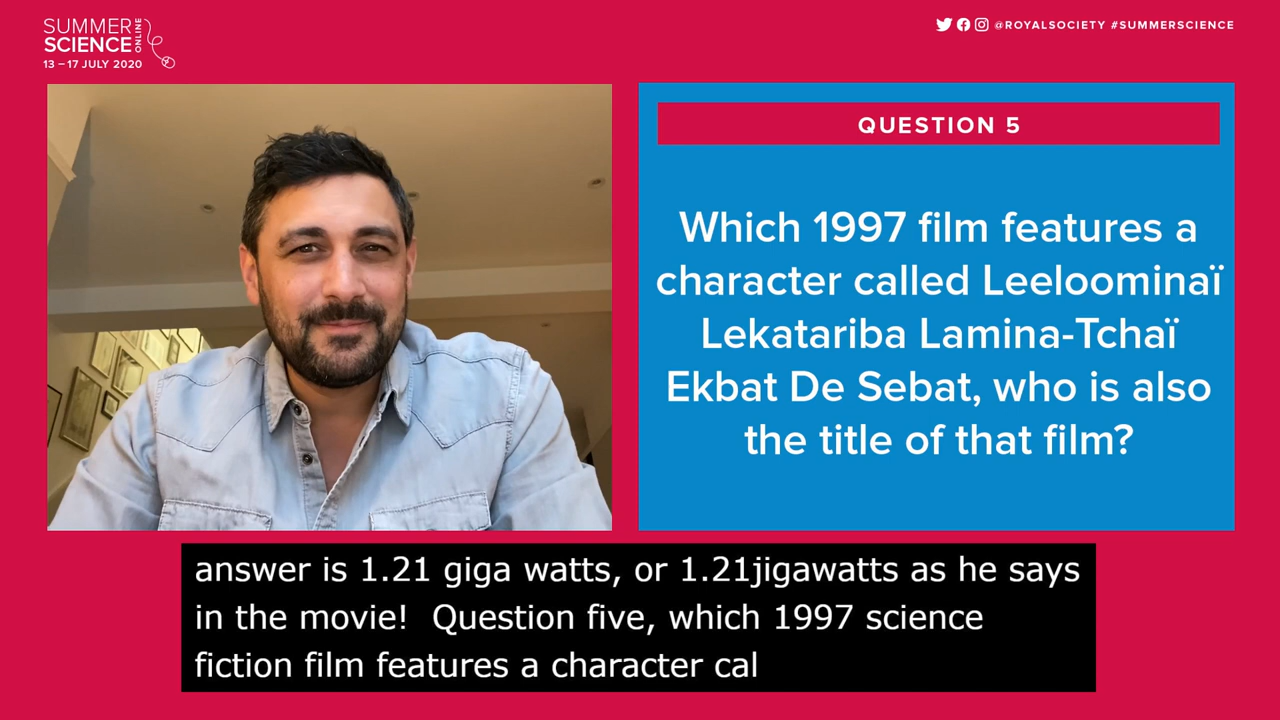 SUMMER
SCIENCE
ONLINE
13 – 17 JULY 2020
@ROYALSOCIETY #SUMMERSCIENCE
QUESTION 5
Which 1997 film features a
character called Leeloominaï
Lekatariba Lamina-Tchaï
Ekbat De Sebat, who is also
the title of that film?
answer is 1.21 giga watts, or 1.21jigawatts as he says
in the movie!  Question five, which 1997 science
fiction film features a character cal